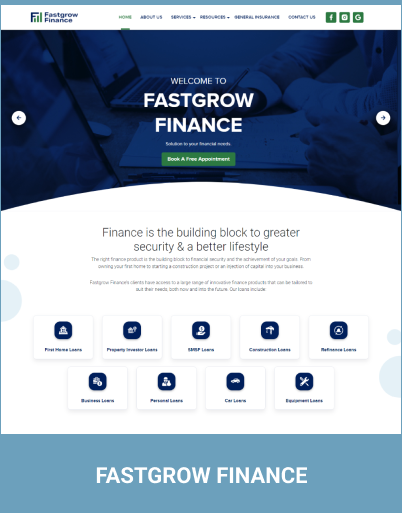 Fastgrow
Finance
HOME ABOUT US SERVICES RESOURCES GENERAL INSURANCE CONTACT US
WELCOME TO
FASTGROW
FINANCE
Solution in your financial needs.
Book A Free Appointment
Finance is the building block to greater
security & a better lifestyle
The right finance product is the building block to financial security and the achievement of your goals. From
owning your first home to starting a construction project or an injection of capital into your business.
Fastgrow Finance's clients have access to a large range of innovative finance products that can be tailored to
suit their needs, both now and into the future. Our loans include:
First Home Loans
Property Investor Loans
SMSF Loans
Construction Loans
Refinance Loans
Business Loans
Personal Loans
Car Loans
Equipment Loans
FASTGROW FINANCE